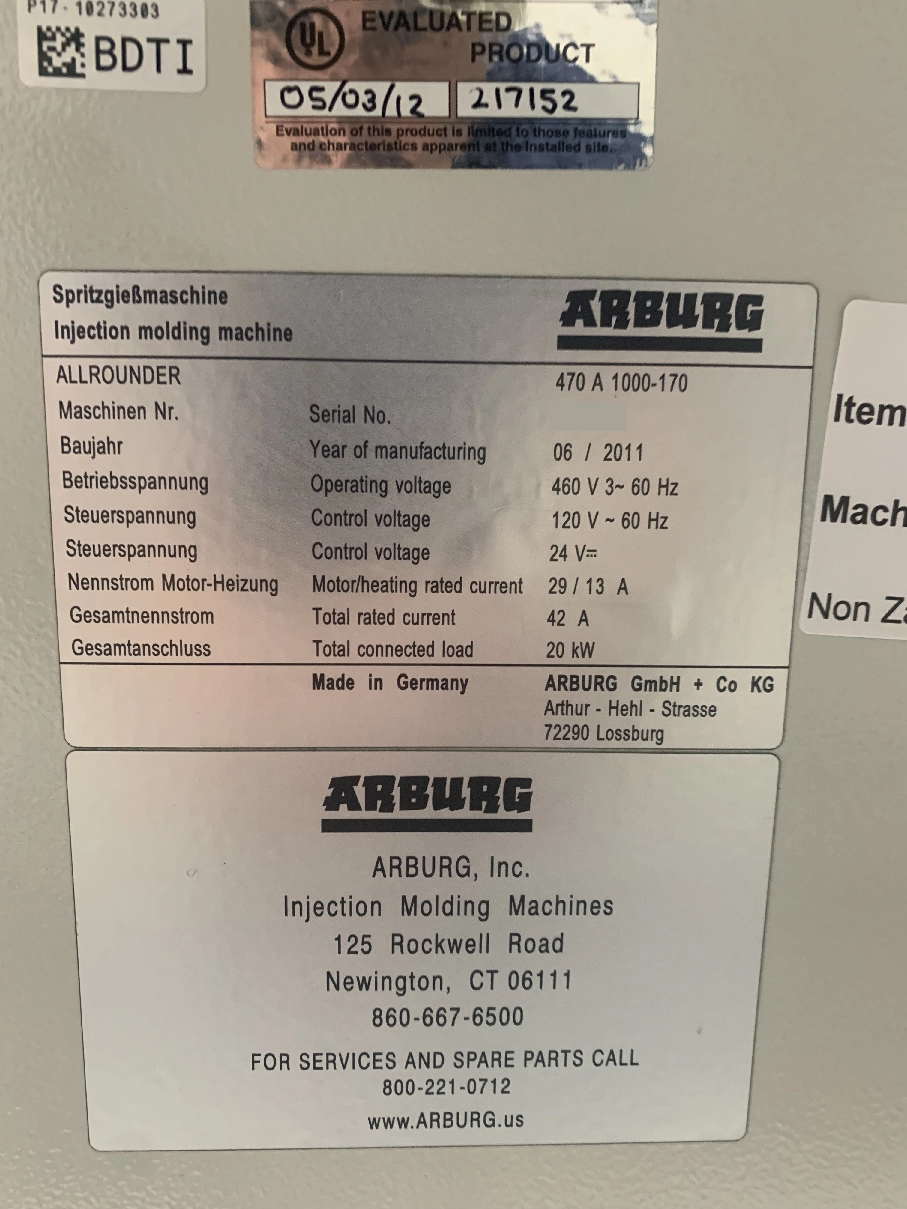 P17-10273303
BDTI
UL EVALUATED
PRODUCT
05/03/12 217152
Evaluation of this product is limited to those features
and characteristics apparent at the installed site.
Spritzgießmaschine
Injection molding machine
ARBURG
ALLROUNDER 470 A 1000-170
Maschinen Nr. Serial No.
Baujahr Year of manufacturing 06 / 2011
Betriebsspannung Operating voltage 460 V 3~ 60 Hz
Steuerspannung Control voltage 120 V ~ 60 Hz
Steuerspannung Control voltage 24 V⎓
Nennstrom Motor-Heizung Motor/heating rated current 29 / 13 A
Gesamtnennstrom Total rated current 42 A
Gesamtanschluss Total connected load 20 kW
Made in Germany ARBURG GmbH + Co KG
Arthur - Hehl - Strasse
72290 Lossburg
Item
Mach
Non Za
ARBURG
ARBURG, Inc.
Injection Molding Machines
125 Rockwell Road
Newington, CT 06111
860-667-6500
FOR SERVICES AND SPARE PARTS CALL
800-221-0712
www.ARBURG.us